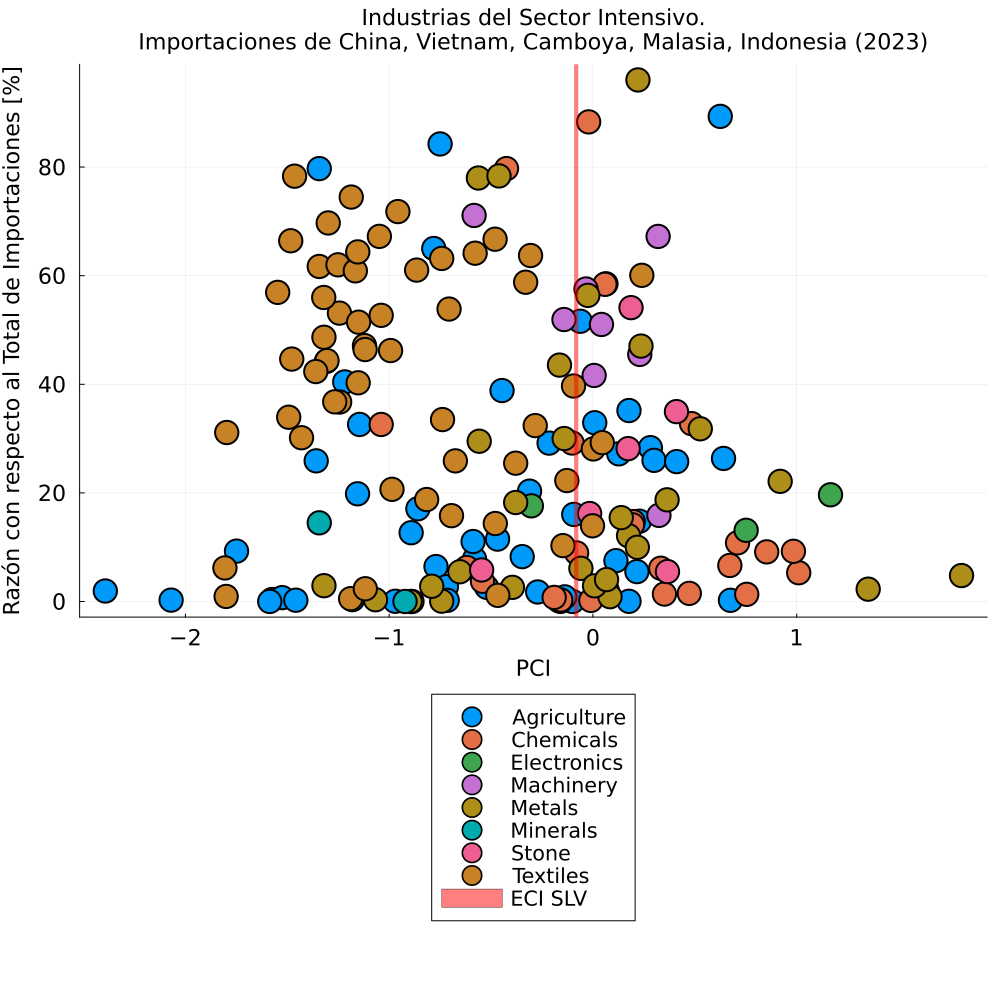 Industrias del Sector Intensivo.
Importaciones de China, Vietnam, Camboya, Malasia, Indonesia (2023)
Razón con respecto al Total de Importaciones [%]
80
60
40
20
0
−2
−1
0
1
PCI
Agriculture
Chemicals
Electronics
Machinery
Metals
Minerals
Stone
Textiles
ECI SLV